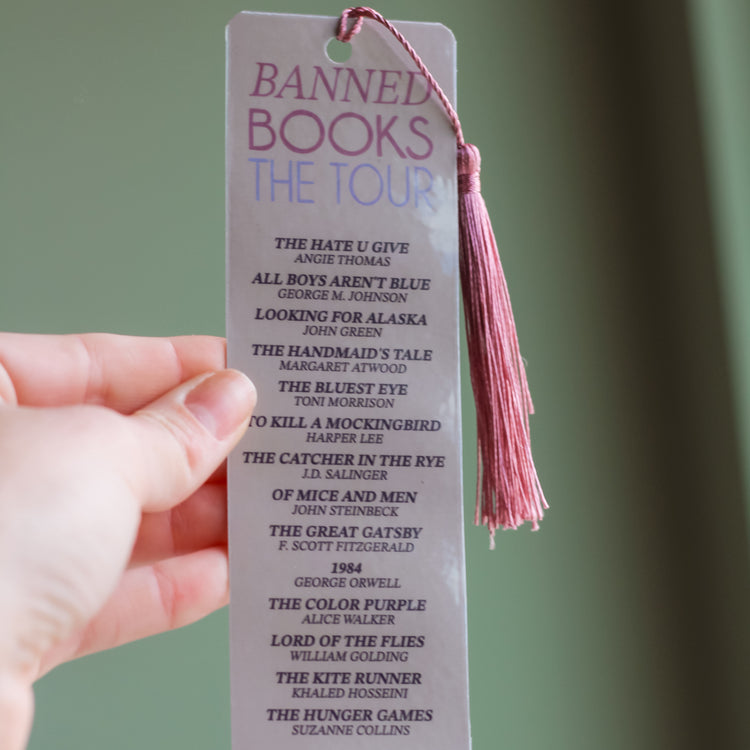 BANNED
BOOKS
THE TOUR
THE HATE U GIVE
ANGIE THOMAS
ALL BOYS AREN'T BLUE
GEORGE M. JOHNSON
LOOKING FOR ALASKA
JOHN GREEN
THE HANDMAID'S TALE
MARGARET ATWOOD
THE BLUEST EYE
TONI MORRISON
TO KILL A MOCKINGBIRD
HARPER LEE
THE CATCHER IN THE RYE
J.D. SALINGER
OF MICE AND MEN
JOHN STEINBECK
THE GREAT GATSBY
F. SCOTT FITZGERALD
1984
GEORGE ORWELL
THE COLOR PURPLE
ALICE WALKER
LORD OF THE FLIES
WILLIAM GOLDING
THE KITE RUNNER
KHALED HOSSEINI
THE HUNGER GAMES
SUZANNE COLLINS